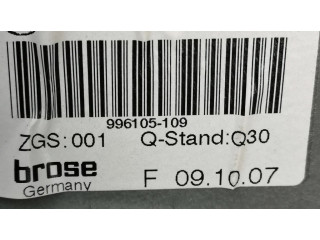 996105-109
ZGS:001 Q-Stand:Q30
brose
Germany F 09.10.07